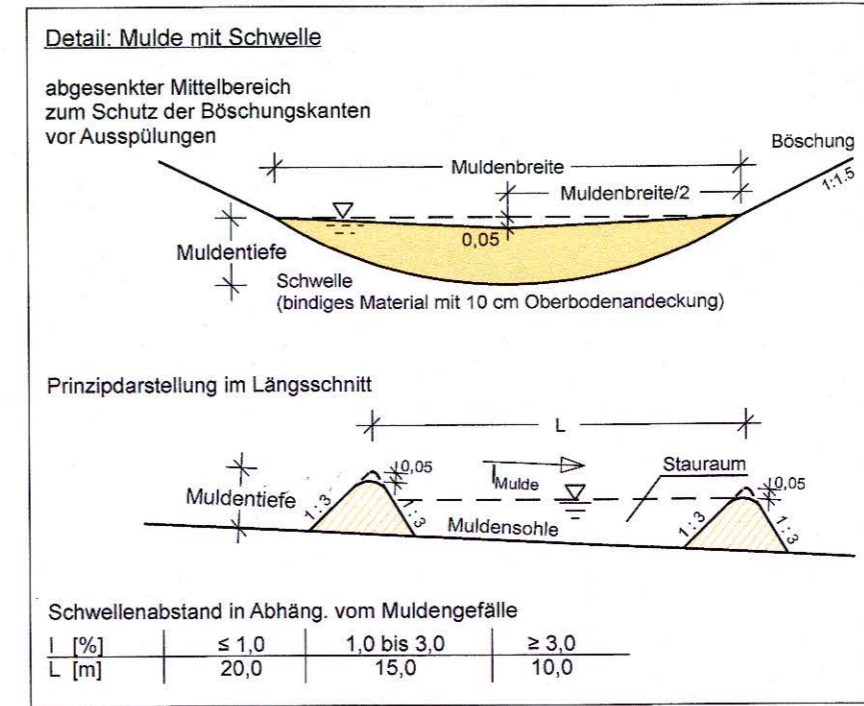 Detail: Mulde mit Schwelle
abgesenkter Mittelbereich
zum Schutz der Böschungskanten
vor Ausspülungen
Böschung
Muldenbreite
1:1.5
Muldenbreite/2
0,05
Muldentiefe
Schwelle
(bindiges Material mit 10 cm Oberbodenandeckung)
Prinzipdarstellung im Längsschnitt
L
0,05
I Mulde
Stauraum
0,05
Muldentiefe
1:3
1:3
Muldensohle
1:3
1:3
Schwellenabstand in Abhäng. vom Muldengefälle
I [%] ≤ 1,0 1,0 bis 3,0 ≥ 3,0
L [m] 20,0 15,0 10,0